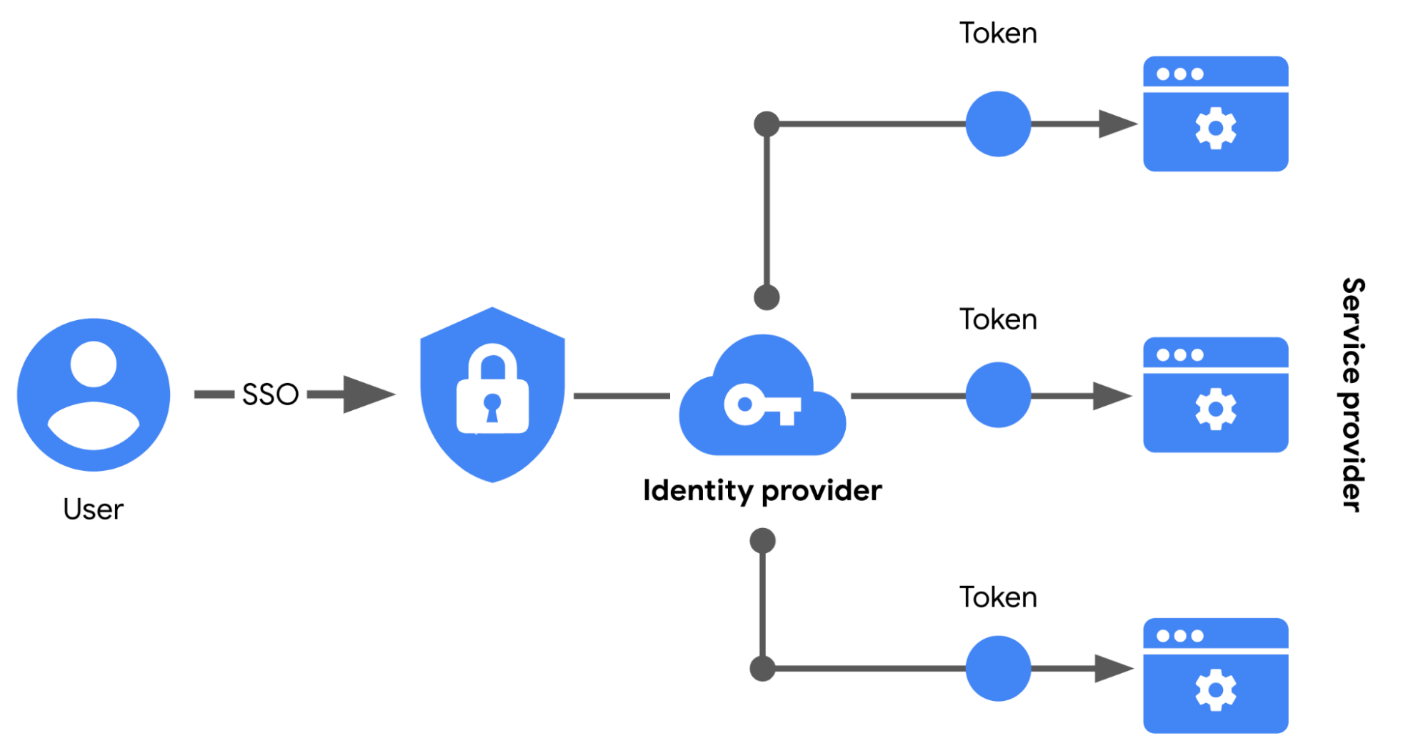 Token
SSO
User
Identity provider
Token
Token
Service provider